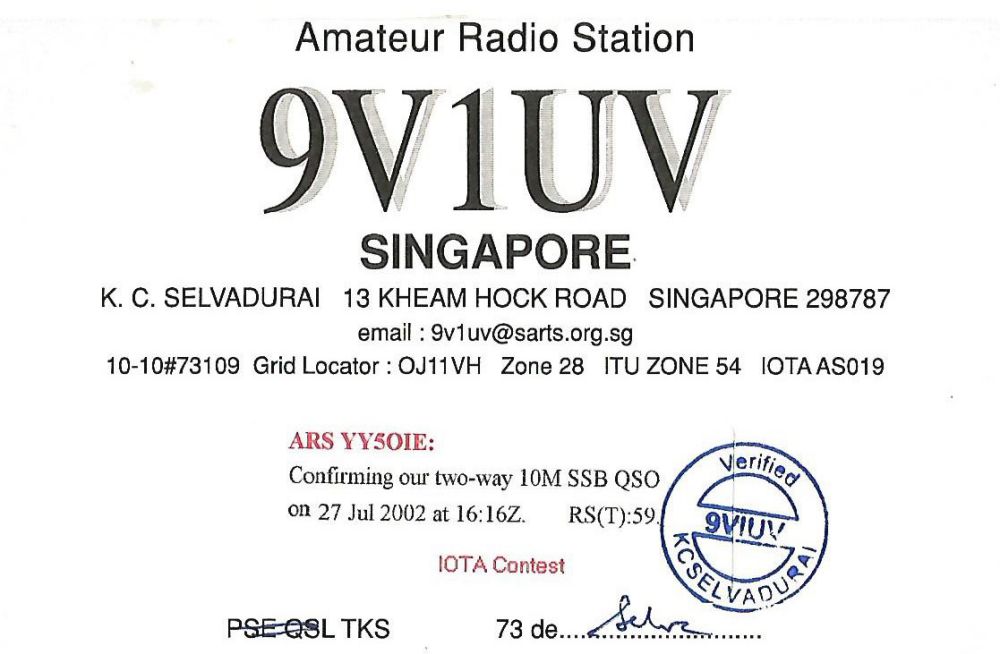 Amateur Radio Station
9V1UV
SINGAPORE
K. C. SELVADURAI 13 KHEAM HOCK ROAD SINGAPORE 298787
email : 9v1uv@sarts.org.sg
10-10#73109 Grid Locator : OJ11VH Zone 28 ITU ZONE 54 IOTA AS019
ARS YY5OIE:
Confirming our two-way 10M SSB QSO
on 27 Jul 2002 at 16:16Z. RS(T):59.
IOTA Contest
Verified
9V1UV
KCSELVADURAI
PSE QSL TKS
73 de....Selva....